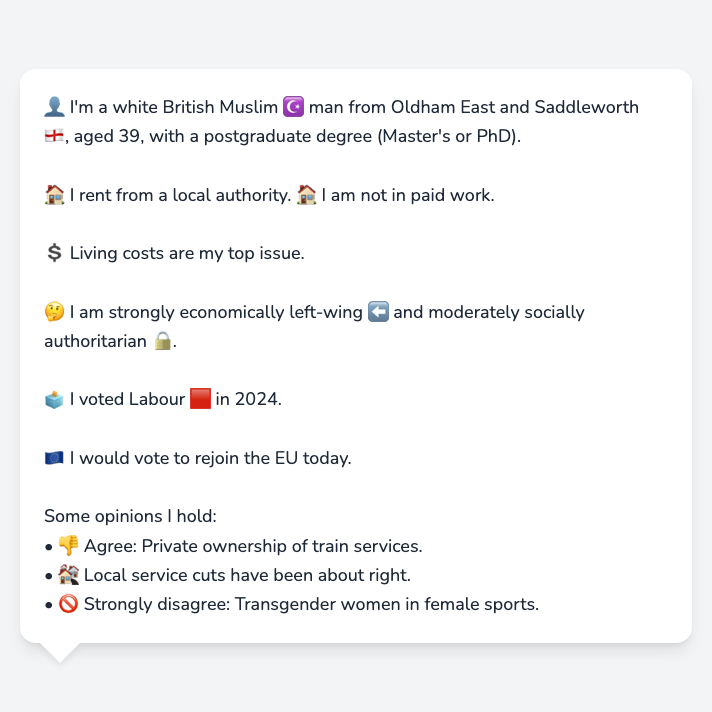 👤 I'm a white British Muslim ☪️ man from Oldham East and Saddleworth
🏴󠁧󠁢󠁥󠁮󠁧󠁿, aged 39, with a postgraduate degree (Master's or PhD).
🏠 I rent from a local authority. 🏠 I am not in paid work.
💲 Living costs are my top issue.
🤔 I am strongly economically left-wing ⬅️ and moderately socially
authoritarian 🔒.
🗳️ I voted Labour 🟥 in 2024.
🇪🇺 I would vote to rejoin the EU today.
Some opinions I hold:
• 👎 Agree: Private ownership of train services.
• 🏚️ Local service cuts have been about right.
• 🚫 Strongly disagree: Transgender women in female sports.